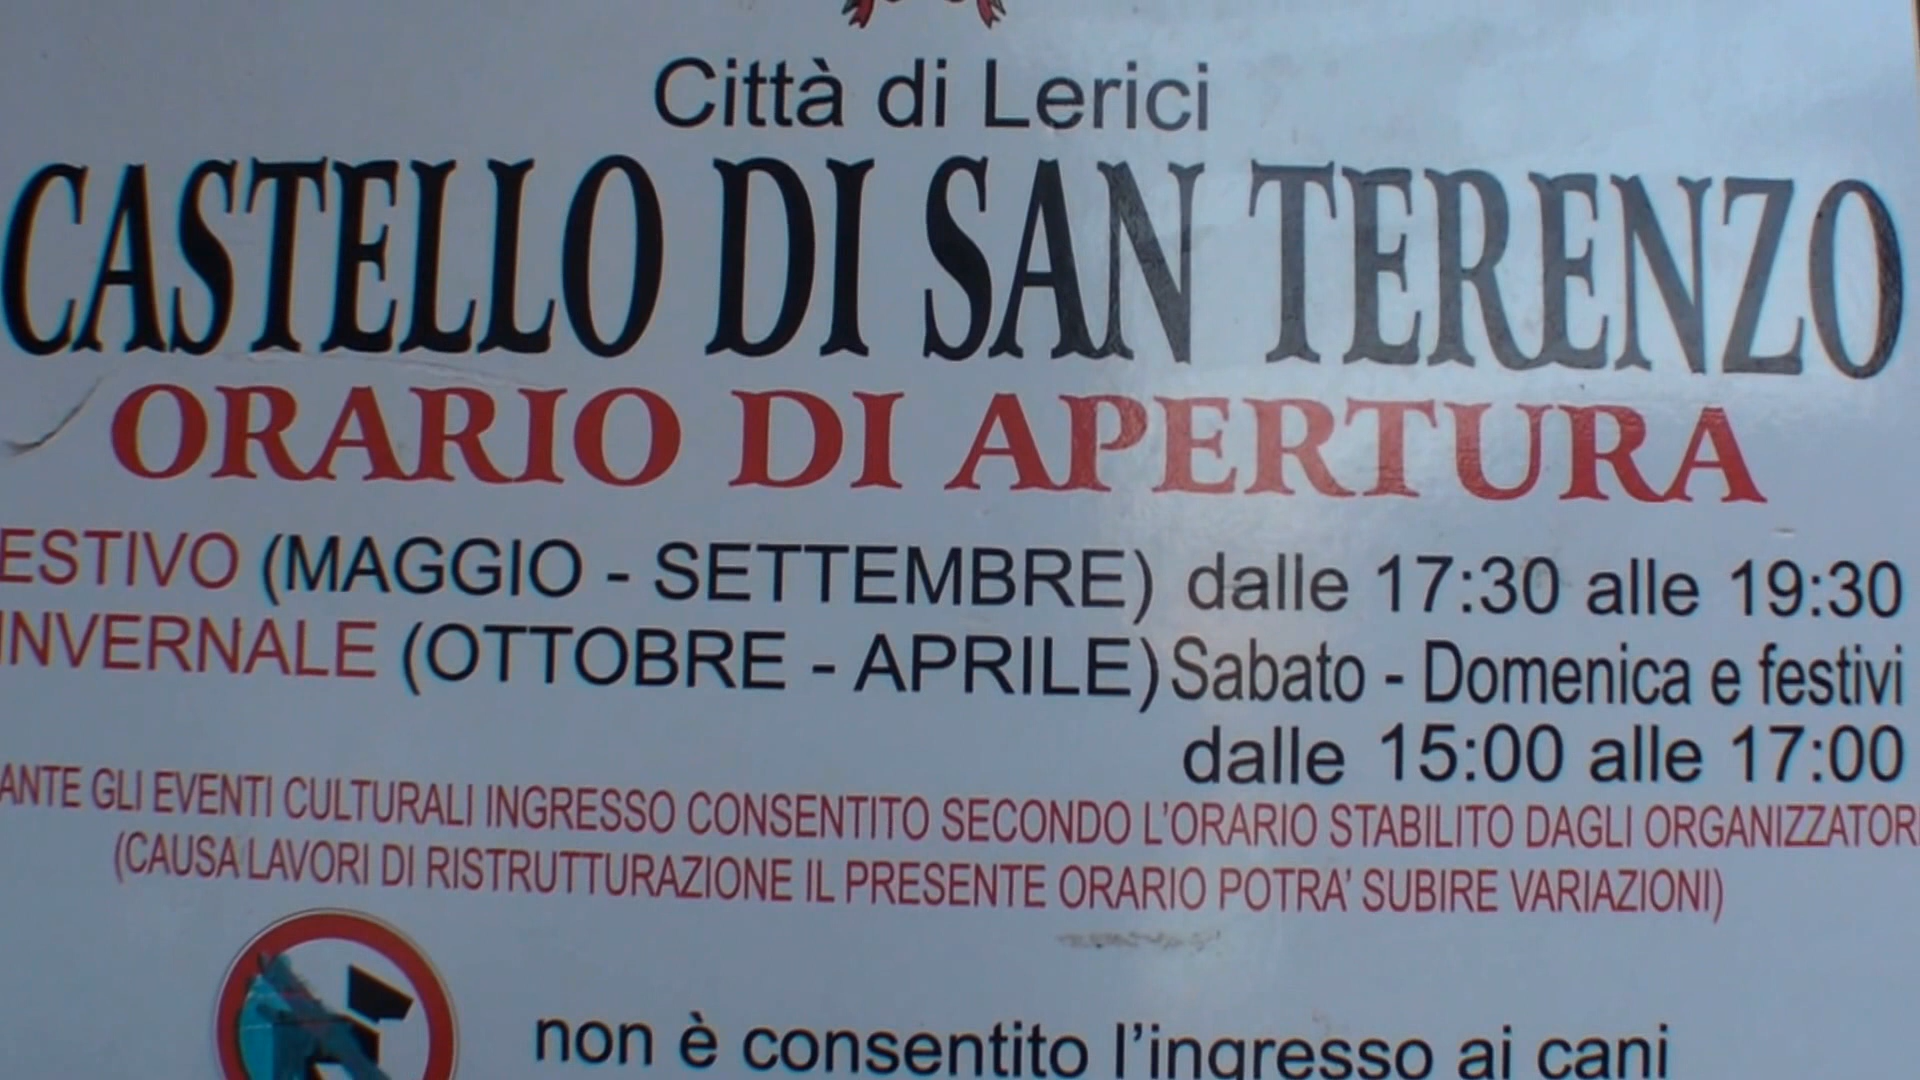 Città di Lerici
CASTELLO DI SAN TERENZO
ORARIO DI APERTURA
ESTIVO (MAGGIO - SETTEMBRE) dalle 17:30 alle 19:30
INVERNALE (OTTOBRE - APRILE) Sabato - Domenica e festivi
dalle 15:00 alle 17:00
ANTE GLI EVENTI CULTURALI INGRESSO CONSENTITO SECONDO L'ORARIO STABILITO DAGLI ORGANIZZATORI
(CAUSA LAVORI DI RISTRUTTURAZIONE IL PRESENTE ORARIO POTRA' SUBIRE VARIAZIONI)
non è consentito l'ingresso ai cani